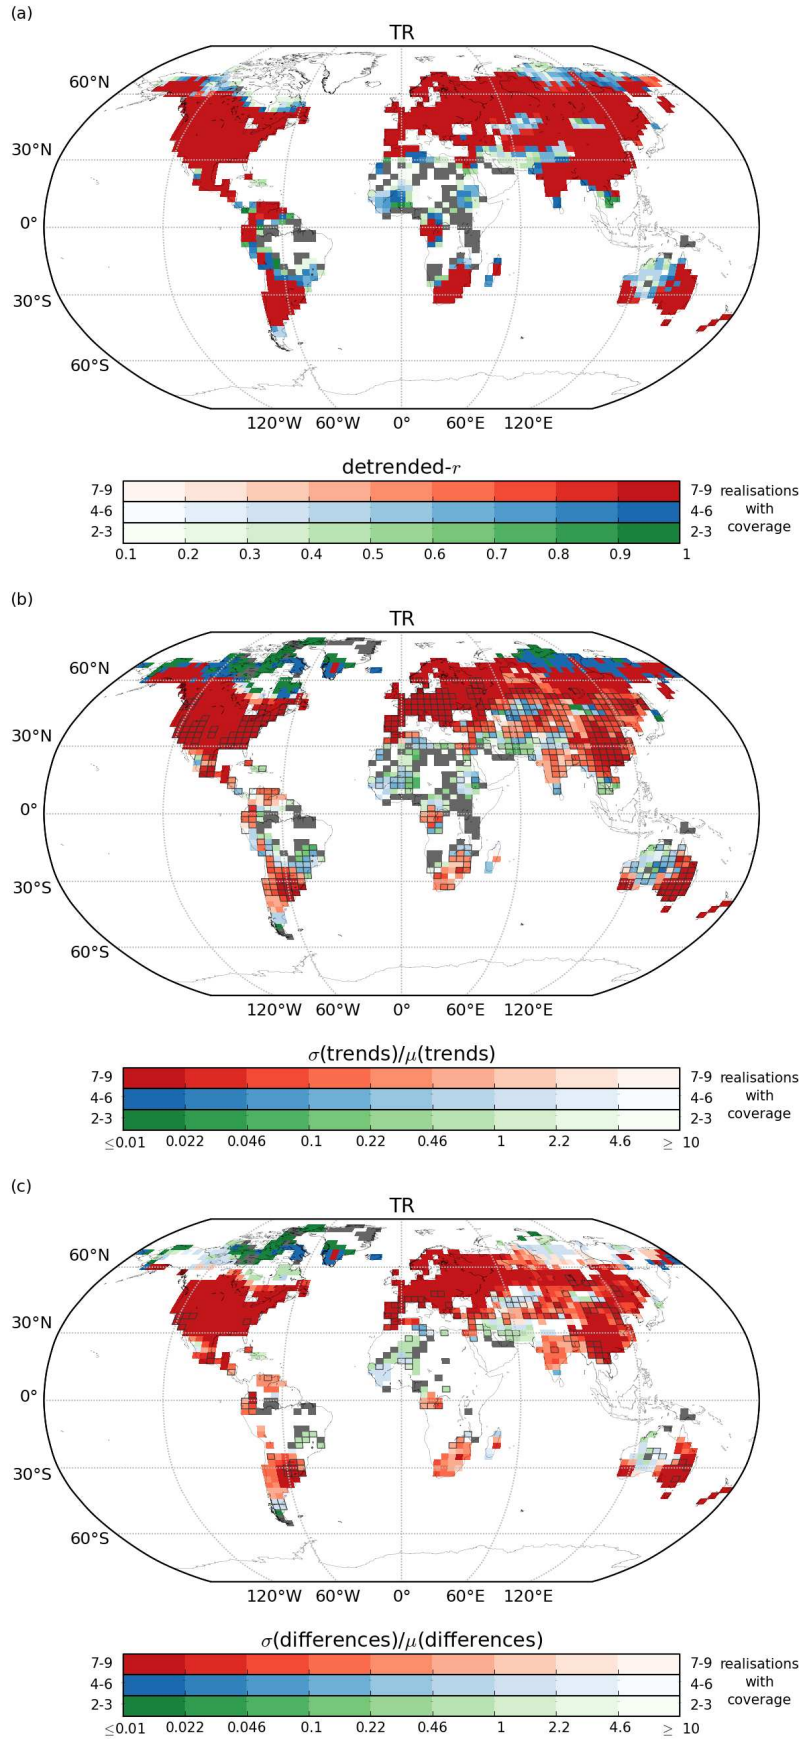 (a)
TR
60°N
30°N
0°
30°S
60°S
120°W 60°W 0° 60°E 120°E
detrended-r
7-9 7-9 realisations
4-6 4-6 with
2-3 2-3 coverage
0.1 0.2 0.3 0.4 0.5 0.6 0.7 0.8 0.9 1
(b)
TR
60°N
30°N
0°
30°S
60°S
120°W 60°W 0° 60°E 120°E
σ(trends)/μ(trends)
7-9 7-9 realisations
4-6 4-6 with
2-3 2-3 coverage
≤0.01 0.022 0.046 0.1 0.22 0.46 1 2.2 4.6 ≥ 10
(c)
TR
60°N
30°N
0°
30°S
60°S
120°W 60°W 0° 60°E 120°E
σ(differences)/μ(differences)
7-9 7-9 realisations
4-6 4-6 with
2-3 2-3 coverage
≤0.01 0.022 0.046 0.1 0.22 0.46 1 2.2 4.6 ≥ 10